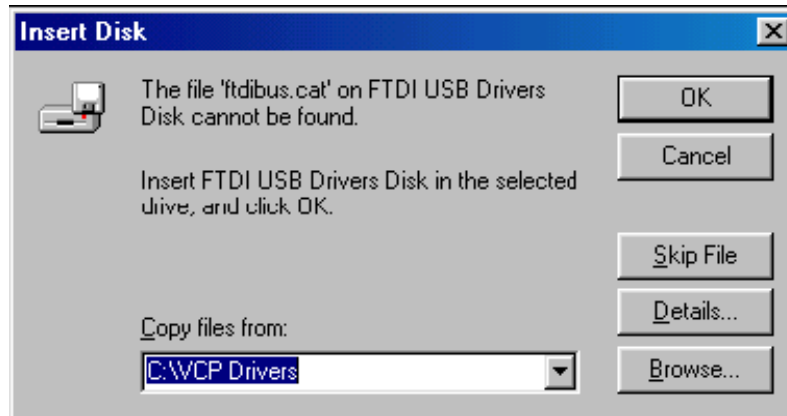 Insert Disk
The file 'ftdibus.cat' on FTDI USB Drivers
Disk cannot be found.
Insert FTDI USB Drivers Disk in the selected
drive, and click OK.
Copy files from:
C:\VCP Drivers
OK
Cancel
Skip File
Details...
Browse...